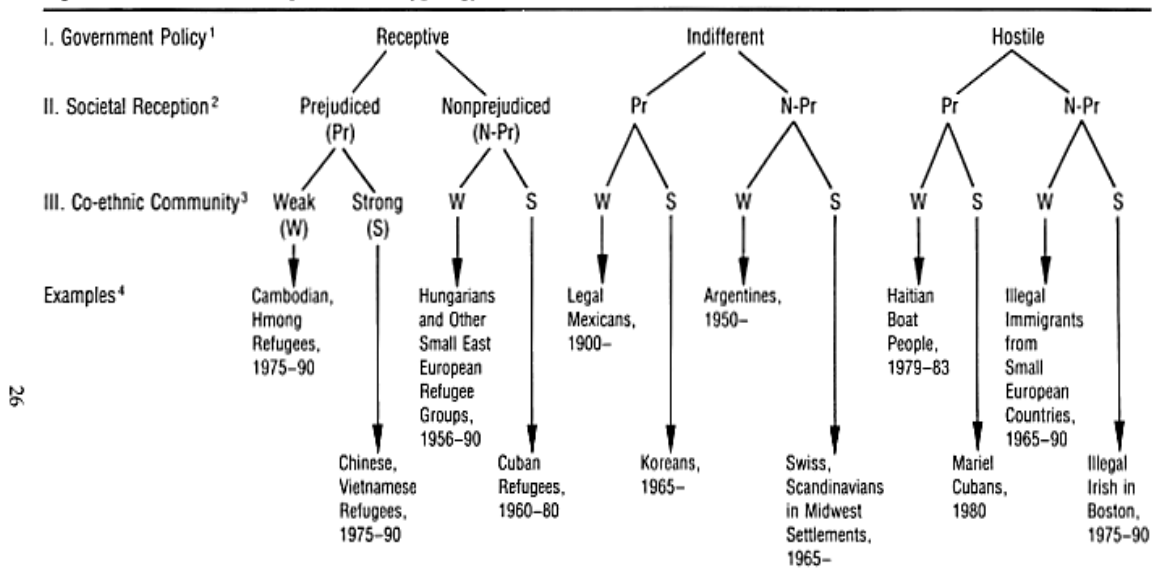 I. Government Policy¹ Receptive Indifferent Hostile
II. Societal Reception² Prejudiced Nonprejudiced Pr N-Pr Pr N-Pr
(Pr) (N-Pr)
III. Co-ethnic Community³ Weak Strong W S W S W S W S W S
(W) (S)
Examples⁴
Cambodian,
Hmong
Refugees,
1975–90
Hungarians
and Other
Small East
European
Refugee
Groups,
1956–90
Legal
Mexicans,
1900–
Argentines,
1950–
Haitian
Boat
People,
1979–83
Illegal
Immigrants
from
Small
European
Countries,
1965–90
Chinese,
Vietnamese
Refugees,
1975–90
Cuban
Refugees,
1960–80
Koreans,
1965–
Swiss,
Scandinavians
in Midwest
Settlements,
1965–
Mariel
Cubans,
1980
Illegal
Irish in
Boston,
1975–90
26